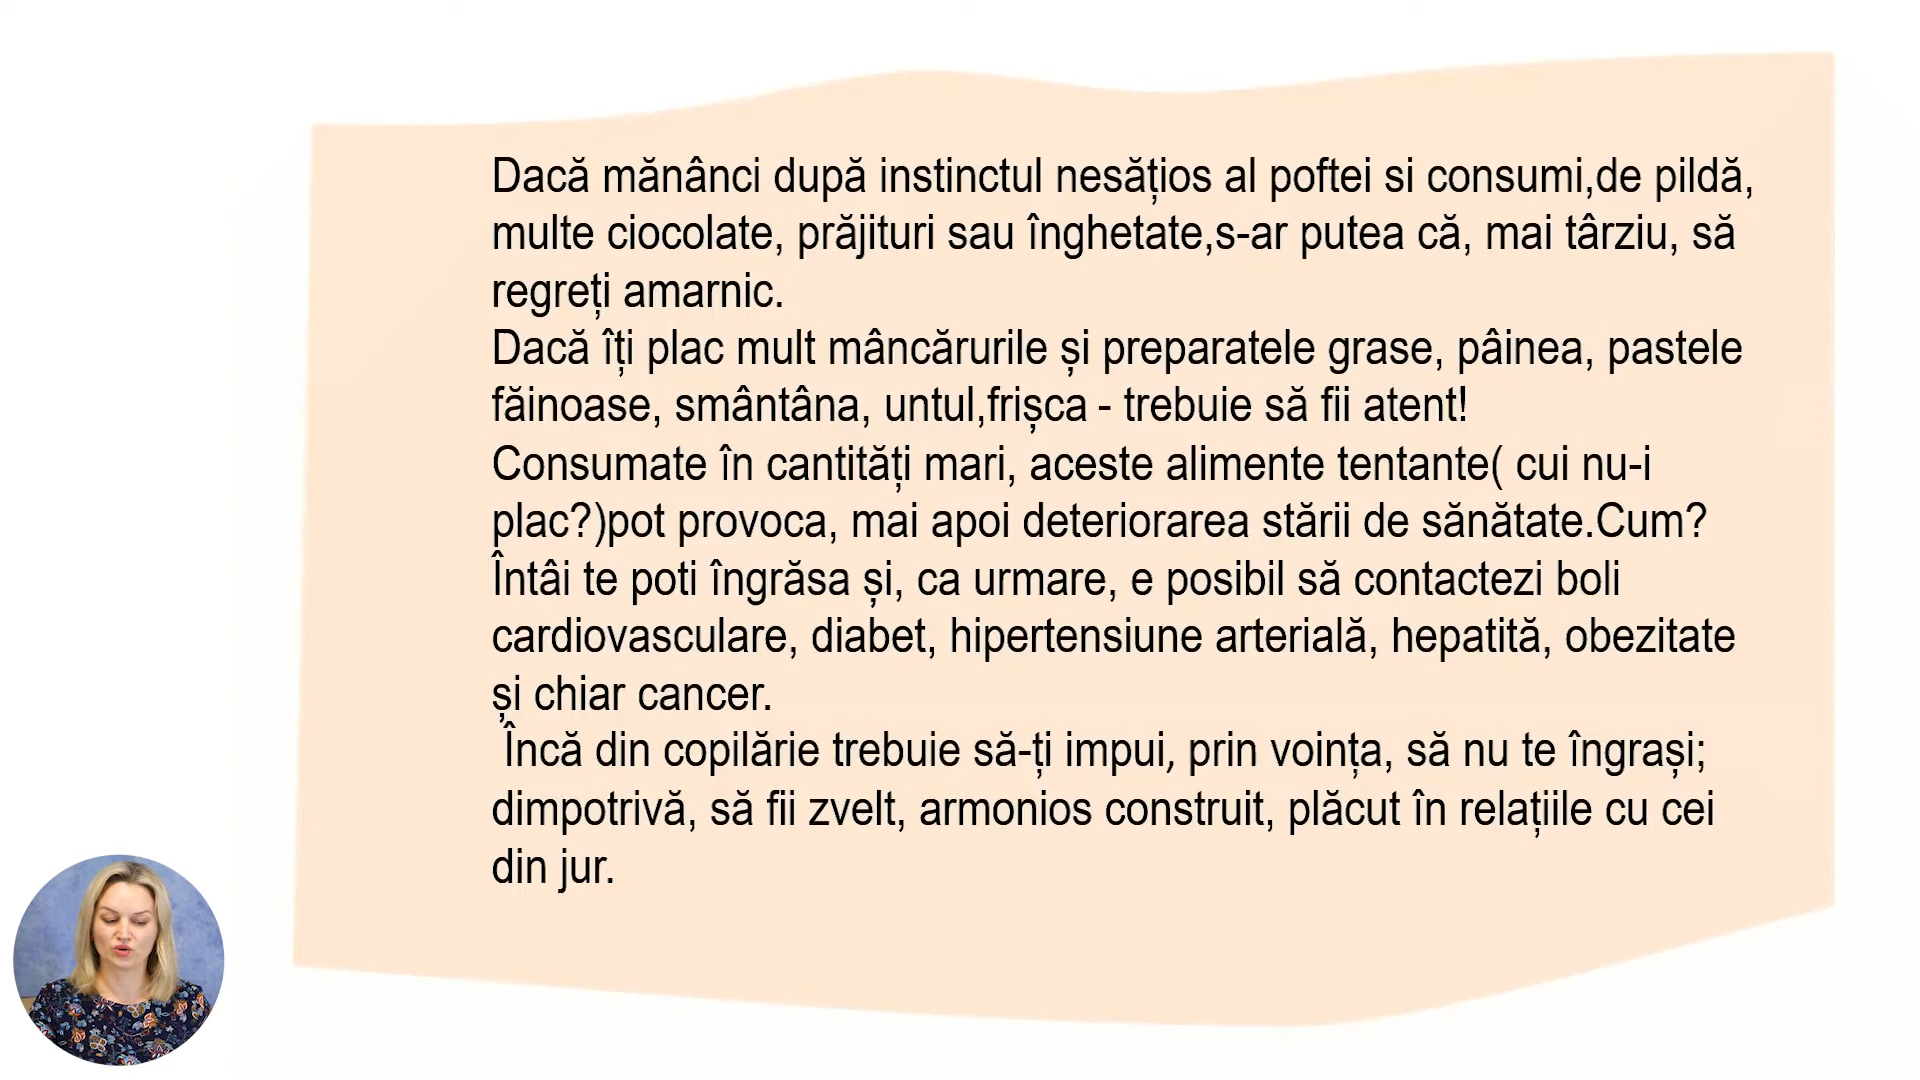 Dacă mănânci după instinctul nesățios al poftei si consumi,de pildă,
multe ciocolate, prăjituri sau înghetate,s-ar putea că, mai târziu, să
regreți amarnic.
Dacă îți plac mult mâncărurile și preparatele grase, pâinea, pastele
făinoase, smântâna, untul,frișca - trebuie să fii atent!
Consumate în cantități mari, aceste alimente tentante( cui nu-i
plac?)pot provoca, mai apoi deteriorarea stării de sănătate.Cum?
Întâi te poti îngrăsa și, ca urmare, e posibil să contactezi boli
cardiovasculare, diabet, hipertensiune arterială, hepatită, obezitate
și chiar cancer.
Încă din copilărie trebuie să-ți impui, prin voința, să nu te îngrași;
dimpotrivă, să fii zvelt, armonios construit, plăcut în relațiile cu cei
din jur.